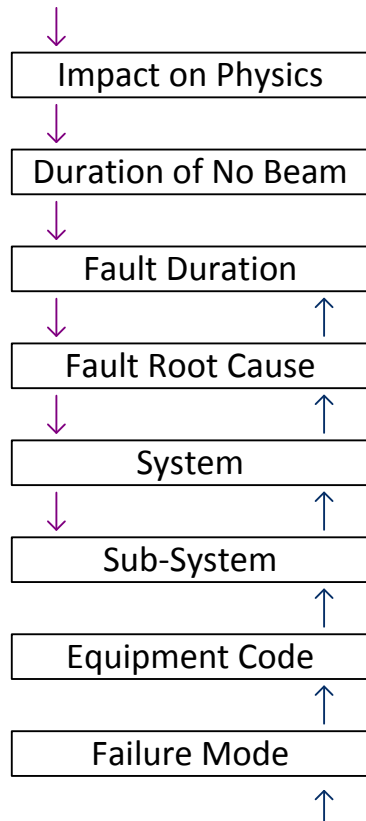 Impact on Physics
Duration of No Beam
Fault Duration
Fault Root Cause
System
Sub-System
Equipment Code
Failure Mode